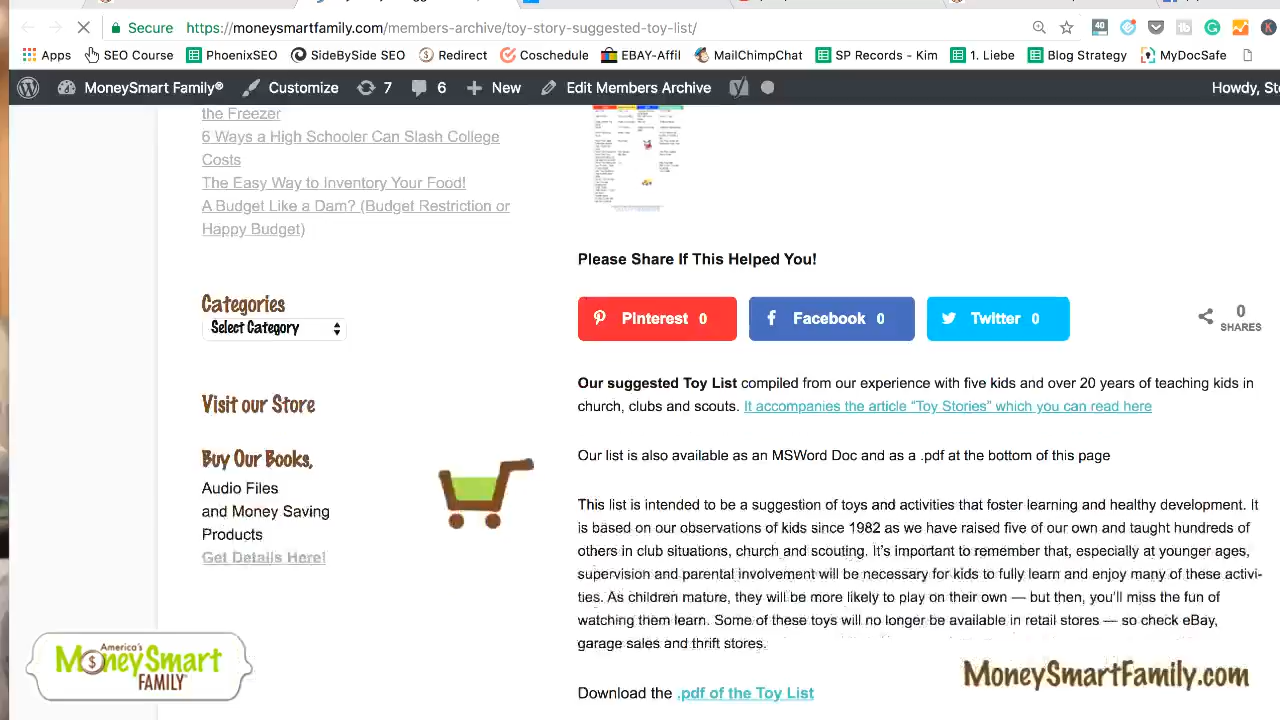 Secure https://moneysmartfamily.com/members-archive/toy-story-suggested-toy-list/
40
K
Apps SEO Course PhoenixSEO SideBySide SEO Redirect Coschedule EBAY-Affil MailChimpChat SP Records - Kim 1. Liebe Blog Strategy MyDocSafe
MoneySmart Family® Customize 7 6 New Edit Members Archive Howdy, Ste
the Freezer
6 Ways a High Schooler Can Slash College
Costs
The Easy Way to Inventory Your Food!
A Budget Like a Dam? (Budget Restriction or
Happy Budget)
Categories
Select Category
Visit our Store
Buy Our Books,
Audio Files
and Money Saving
Products
Get Details Here!
Please Share If This Helped You!
Pinterest 0 Facebook 0 Twitter 0
0
SHARES
Our suggested Toy List compiled from our experience with five kids and over 20 years of teaching kids in
church, clubs and scouts. It accompanies the article “Toy Stories” which you can read here
Our list is also available as an MSWord Doc and as a .pdf at the bottom of this page
This list is intended to be a suggestion of toys and activities that foster learning and healthy development. It
is based on our observations of kids since 1982 as we have raised five of our own and taught hundreds of
others in club situations, church and scouting. It’s important to remember that, especially at younger ages,
supervision and parental involvement will be necessary for kids to fully learn and enjoy many of these activi-
ties. As children mature, they will be more likely to play on their own — but then, you’ll miss the fun of
watching them learn. Some of these toys will no longer be available in retail stores — so check eBay,
garage sales and thrift stores.
Download the .pdf of the Toy List
America's
MoneySmart
FAMILY
MoneySmartFamily.com